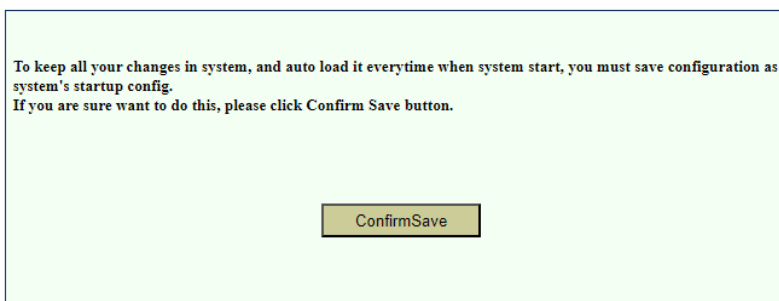 To keep all your changes in system, and auto load it everytime when system start, you must save configuration as
system's startup config.
If you are sure want to do this, please click Confirm Save button.
ConfirmSave